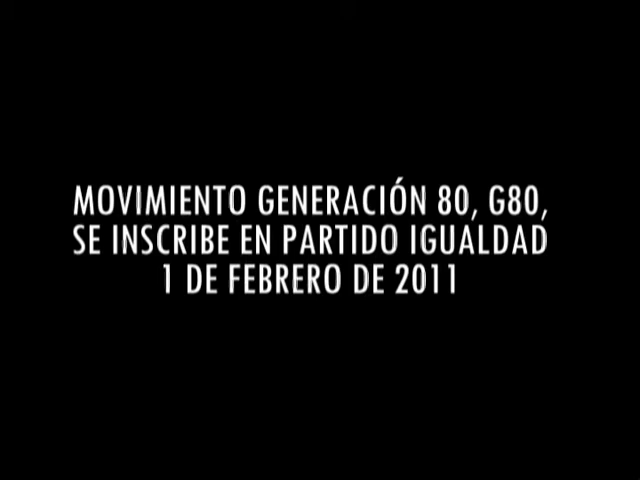 MOVIMIENTO GENERACIÓN 80, G80,
SE INSCRIBE EN PARTIDO IGUALDAD
1 DE FEBRERO DE 2011